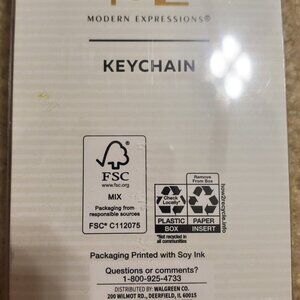 MODERN EXPRESSIONS®
KEYCHAIN
FSC
www.fsc.org
MIX
Packaging from
responsible sources
FSC® C112075
Check
Locally*
PLASTIC
BOX
*Not recycled in
all communities
Remove
From Box
PAPER
INSERT
how2recycle.info
Packaging Printed with Soy Ink
Questions or comments?
1-800-925-4733
DISTRIBUTED BY: WALGREEN CO.
200 WILMOT RD., DEERFIELD, IL 60015